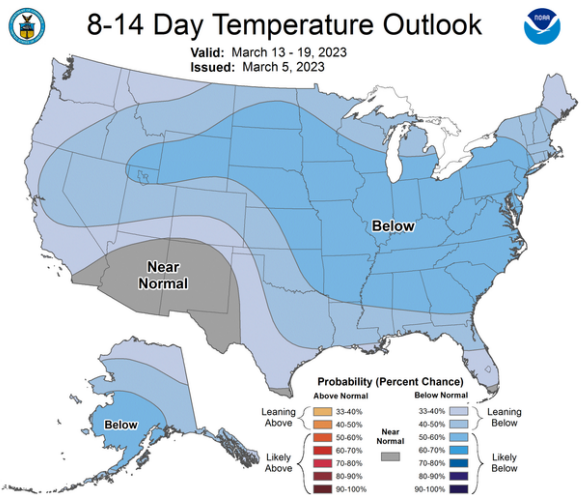 8-14 Day Temperature Outlook
Valid: March 13 - 19, 2023
Issued: March 5, 2023
NOAA
Below
Near
Normal
Below
Probability (Percent Chance)
Above Normal
Below Normal
Leaning
Above
33-40%
40-50%
Likely
Above
50-60%
60-70%
70-80%
80-90%
90-100%
Near
Normal
33-40%
40-50%
Leaning
Below
50-60%
60-70%
70-80%
80-90%
90-100%
Likely
Below